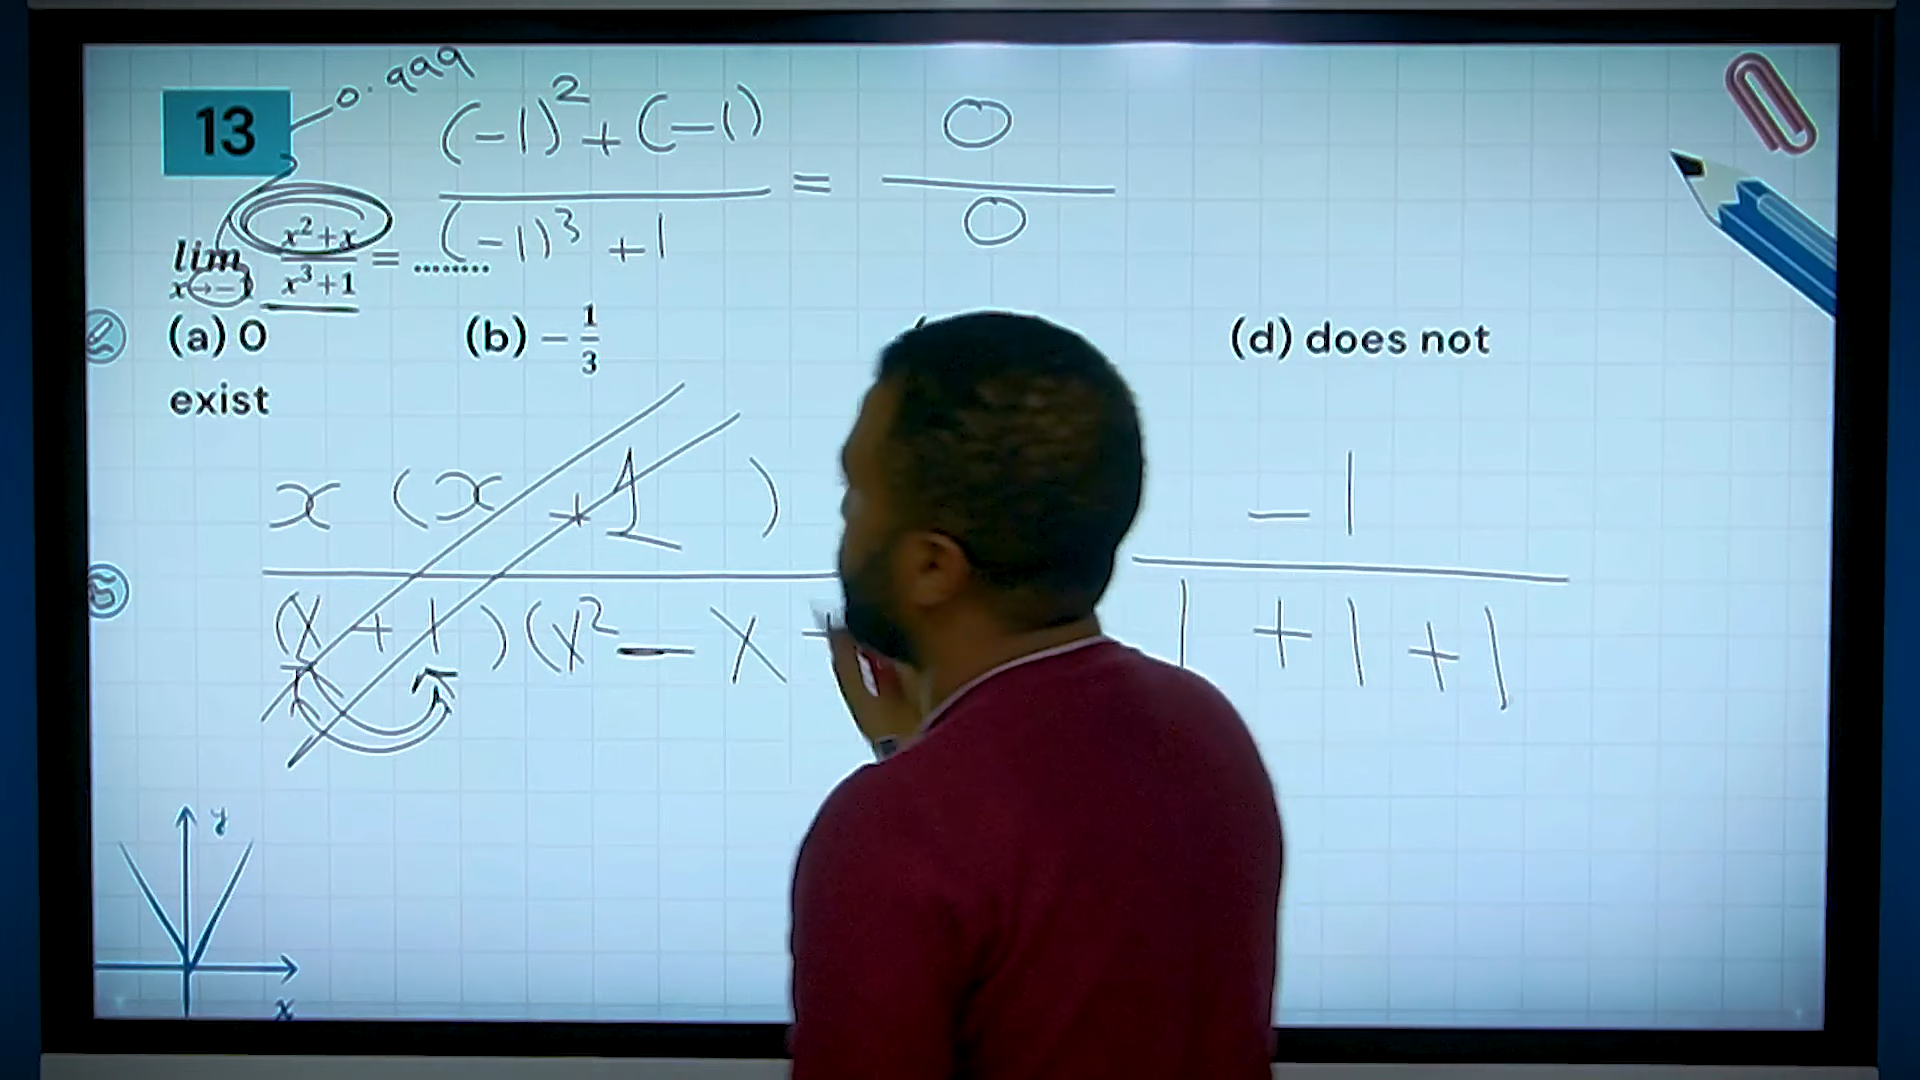 0.999
13
(-1)² + (-1) / (-1)³ + 1 = 0 / 0
lim x→-1 x²+x / x³+1 = ........
(a) 0 (b) - 1/3 (d) does not
exist
x (x + 1) / (x + 1)(x² - x +
-1 / 1 + 1 + 1
y
x